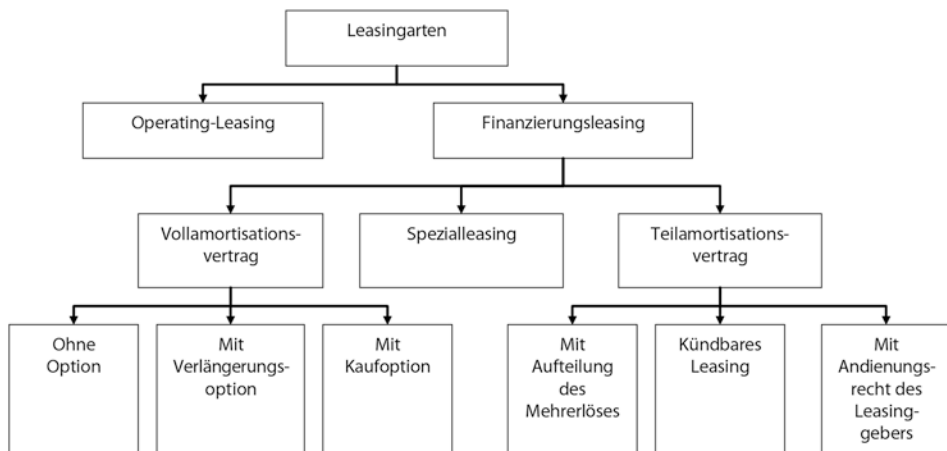 Leasingarten
Operating-Leasing
Finanzierungsleasing
Vollamortisations-
vertrag
Spezialleasing
Teilamortisations-
vertrag
Ohne
Option
Mit
Verlängerungs-
option
Mit
Kaufoption
Mit
Aufteilung
des
Mehrerlöses
Kündbares
Leasing
Mit
Andienungs-
recht des
Leasing-
gebers